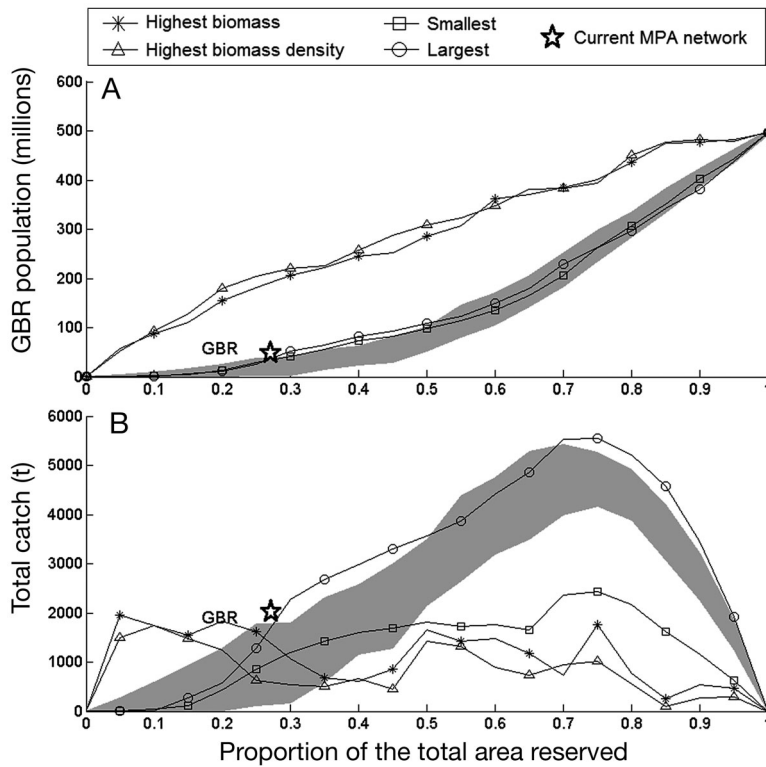 Highest biomass
Smallest
Current MPA network
Highest biomass density
Largest
A
GBR population (millions)
600
500
400
300
200
100
0
GBR
0 0.1 0.2 0.3 0.4 0.5 0.6 0.7 0.8 0.9 1
B
Total catch (t)
6000
5000
4000
3000
2000
1000
0
GBR
0 0.1 0.2 0.3 0.4 0.5 0.6 0.7 0.8 0.9 1
Proportion of the total area reserved